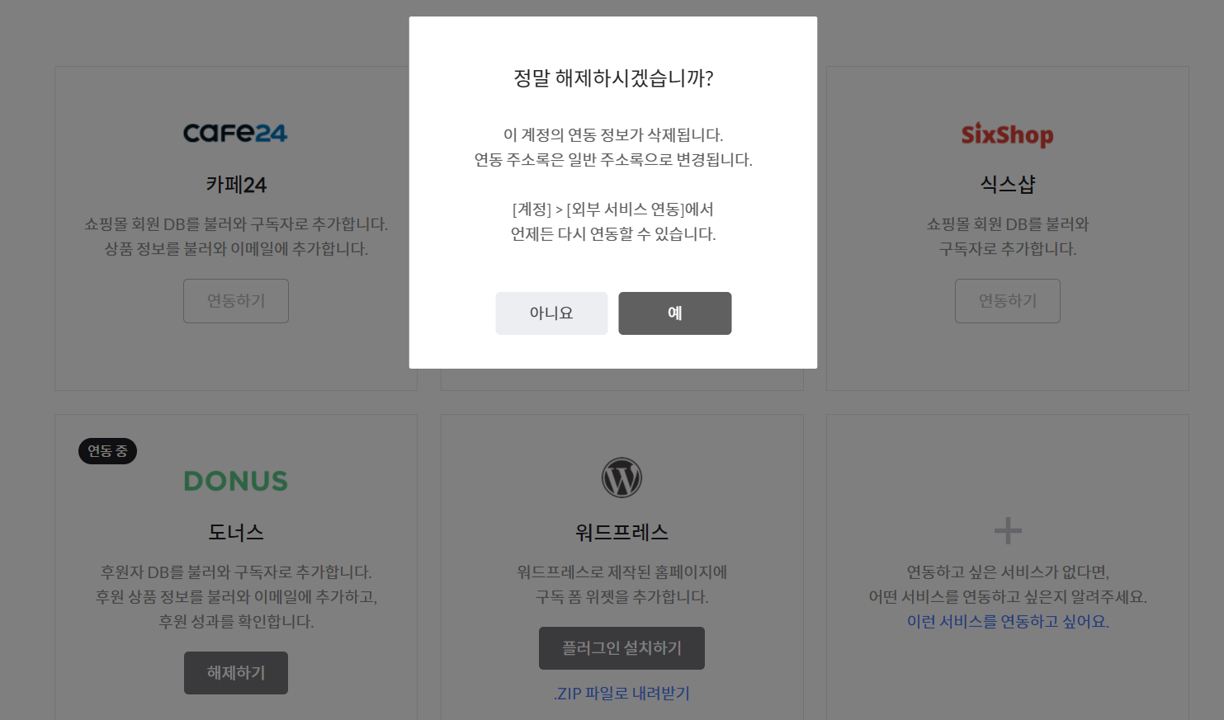 정말 해제하시겠습니까?
이 계정의 연동 정보가 삭제됩니다.
연동 주소록은 일반 주소록으로 변경됩니다.
[계정] > [외부 서비스 연동]에서
언제든 다시 연동할 수 있습니다.
아니요
예
CAFE24
카페24
쇼핑몰 회원 DB를 불러와 구독자로 추가합니다.
상품 정보를 불러와 이메일에 추가합니다.
연동하기
SixShop
식스샵
쇼핑몰 회원 DB를 불러와
구독자로 추가합니다.
연동하기
연동 중
DONUS
도너스
후원자 DB를 불러와 구독자로 추가합니다.
후원 상품 정보를 불러와 이메일에 추가하고,
후원 성과를 확인합니다.
해제하기
워드프레스
워드프레스로 제작된 홈페이지에
구독 폼 위젯을 추가합니다.
플러그인 설치하기
.ZIP 파일로 내려받기
연동하고 싶은 서비스가 없다면,
어떤 서비스를 연동하고 싶은지 알려주세요.
이런 서비스를 연동하고 싶어요.